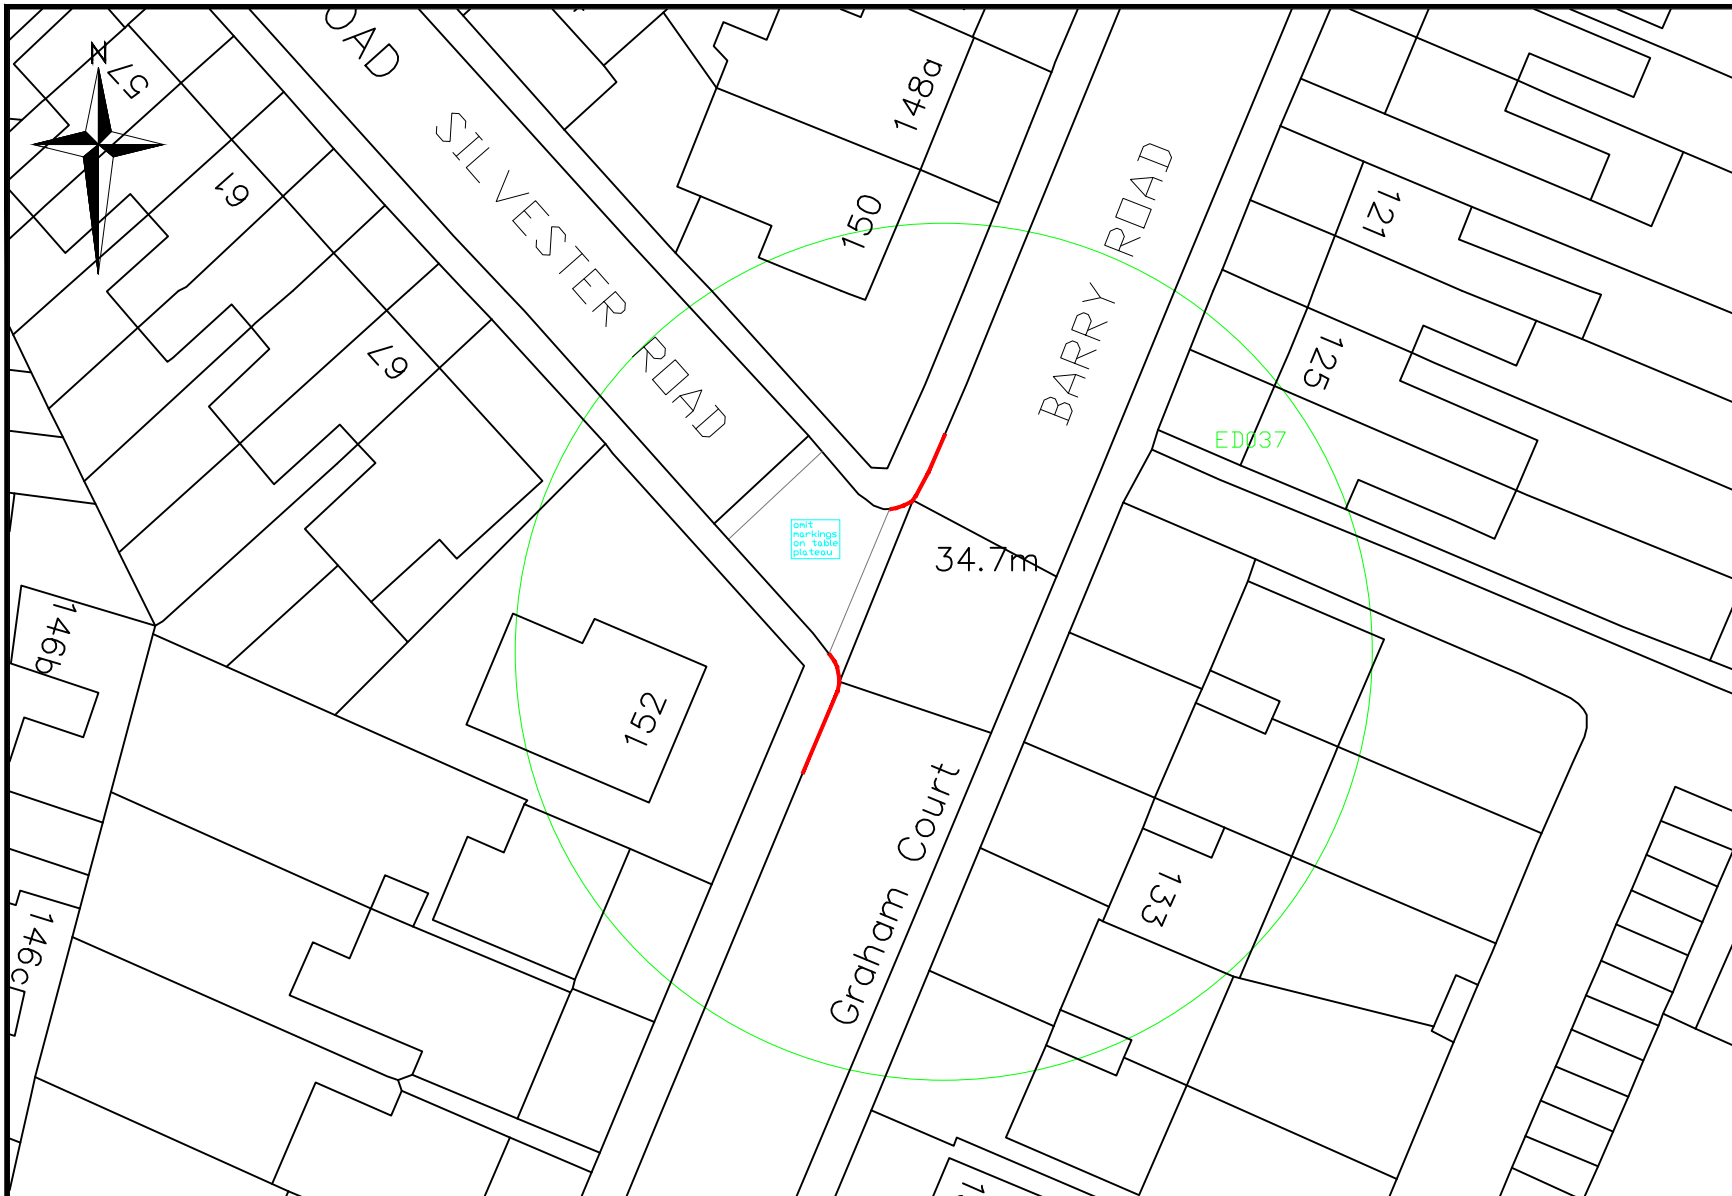 OAD
N
57
148a
SILVESTER ROAD
BARRY ROAD
61
150
121
67
125
ED037
omit
markings
on table
plateau
34.7m
146b
152
Graham Court
133
146c